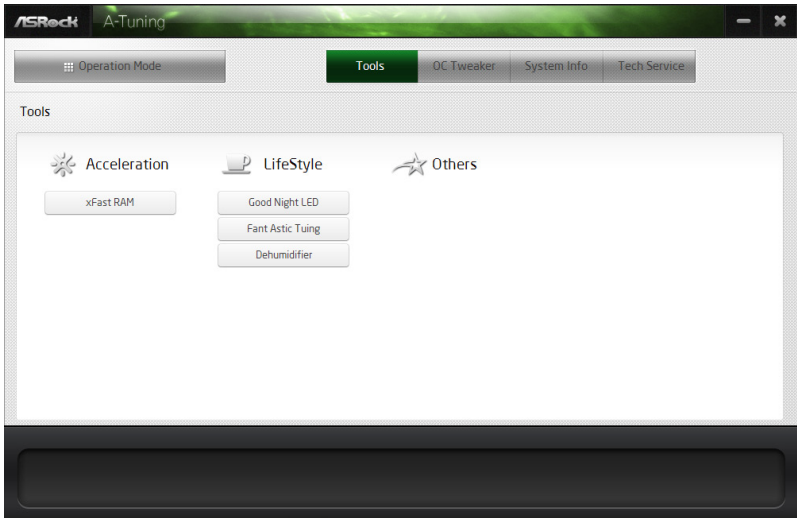 ASRock A-Tuning
Operation Mode
Tools OC Tweaker System Info Tech Service
Tools
Acceleration LifeStyle Others
xFast RAM Good Night LED
Fant Astic Tuing
Dehumidifier